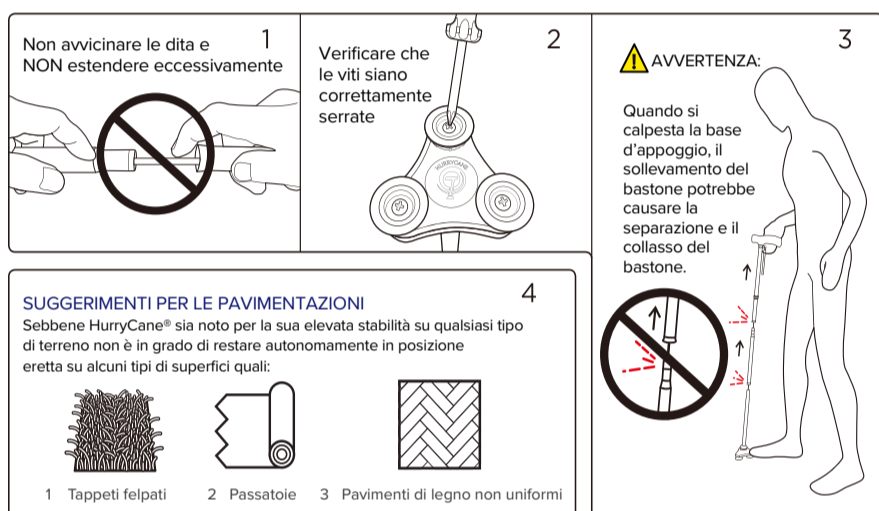 1
Non avvicinare le dita e
NON estendere eccessivamente
2
Verificare che
le viti siano
correttamente
serrate
HURRYCANE
3
AVVERTENZA:
Quando si
calpesta la base
d'appoggio, il
sollevamento del
bastone potrebbe
causare la
separazione e il
collasso del
bastone.
4
SUGGERIMENTI PER LE PAVIMENTAZIONI
Sebbene HurryCane® sia noto per la sua elevata stabilità su qualsiasi tipo
di terreno non è in grado di restare autonomamente in posizione
eretta su alcuni tipi di superfici quali:
1 Tappeti felpati
2 Passatoie
3 Pavimenti di legno non uniformi